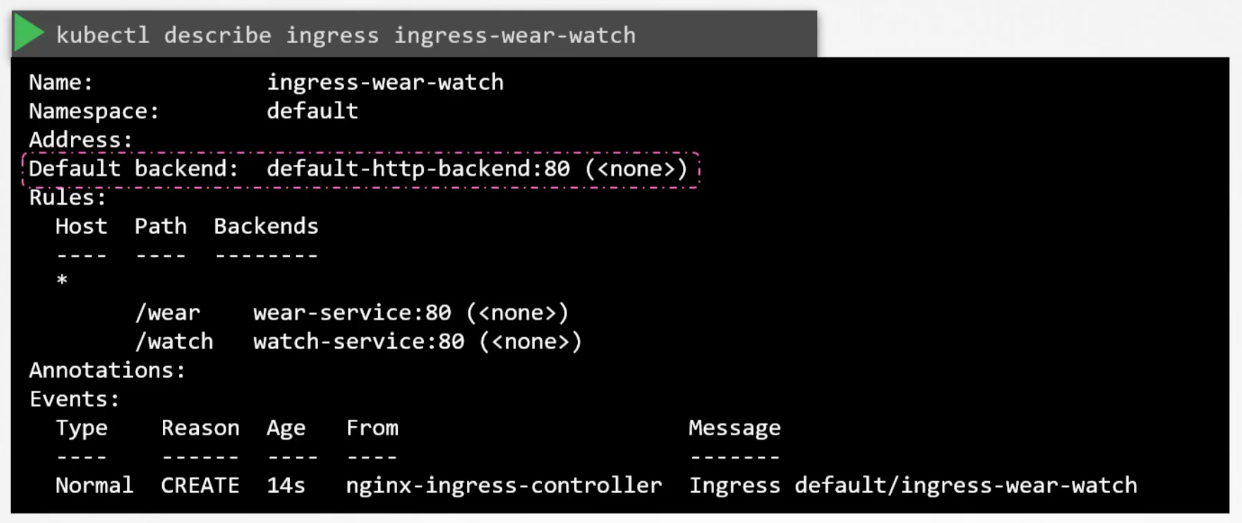 kubectl describe ingress ingress-wear-watch
Name: ingress-wear-watch
Namespace: default
Address:
Default backend: default-http-backend:80 (<none>)
Rules:
Host Path Backends
---- ---- --------
*
/wear wear-service:80 (<none>)
/watch watch-service:80 (<none>)
Annotations:
Events:
Type Reason Age From Message
---- ------ ---- ---- -------
Normal CREATE 14s nginx-ingress-controller Ingress default/ingress-wear-watch